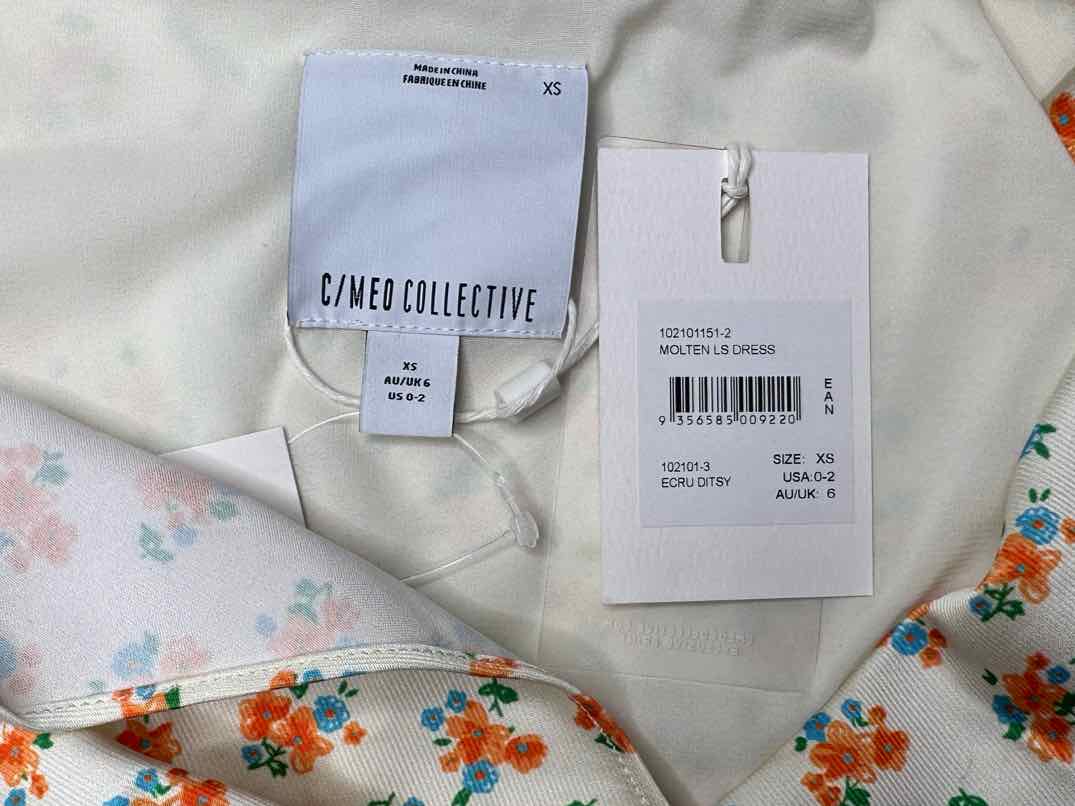 MADE IN CHINA
FABRIQUE EN CHINE
XS
C/MEO COLLECTIVE
XS
AU/UK 6
US 0-2
102101151-2
MOLTEN LS DRESS
EAN
9 356585 009220
102101-3
ECRU DITSY
SIZE: XS
USA:0-2
AU/UK: 6